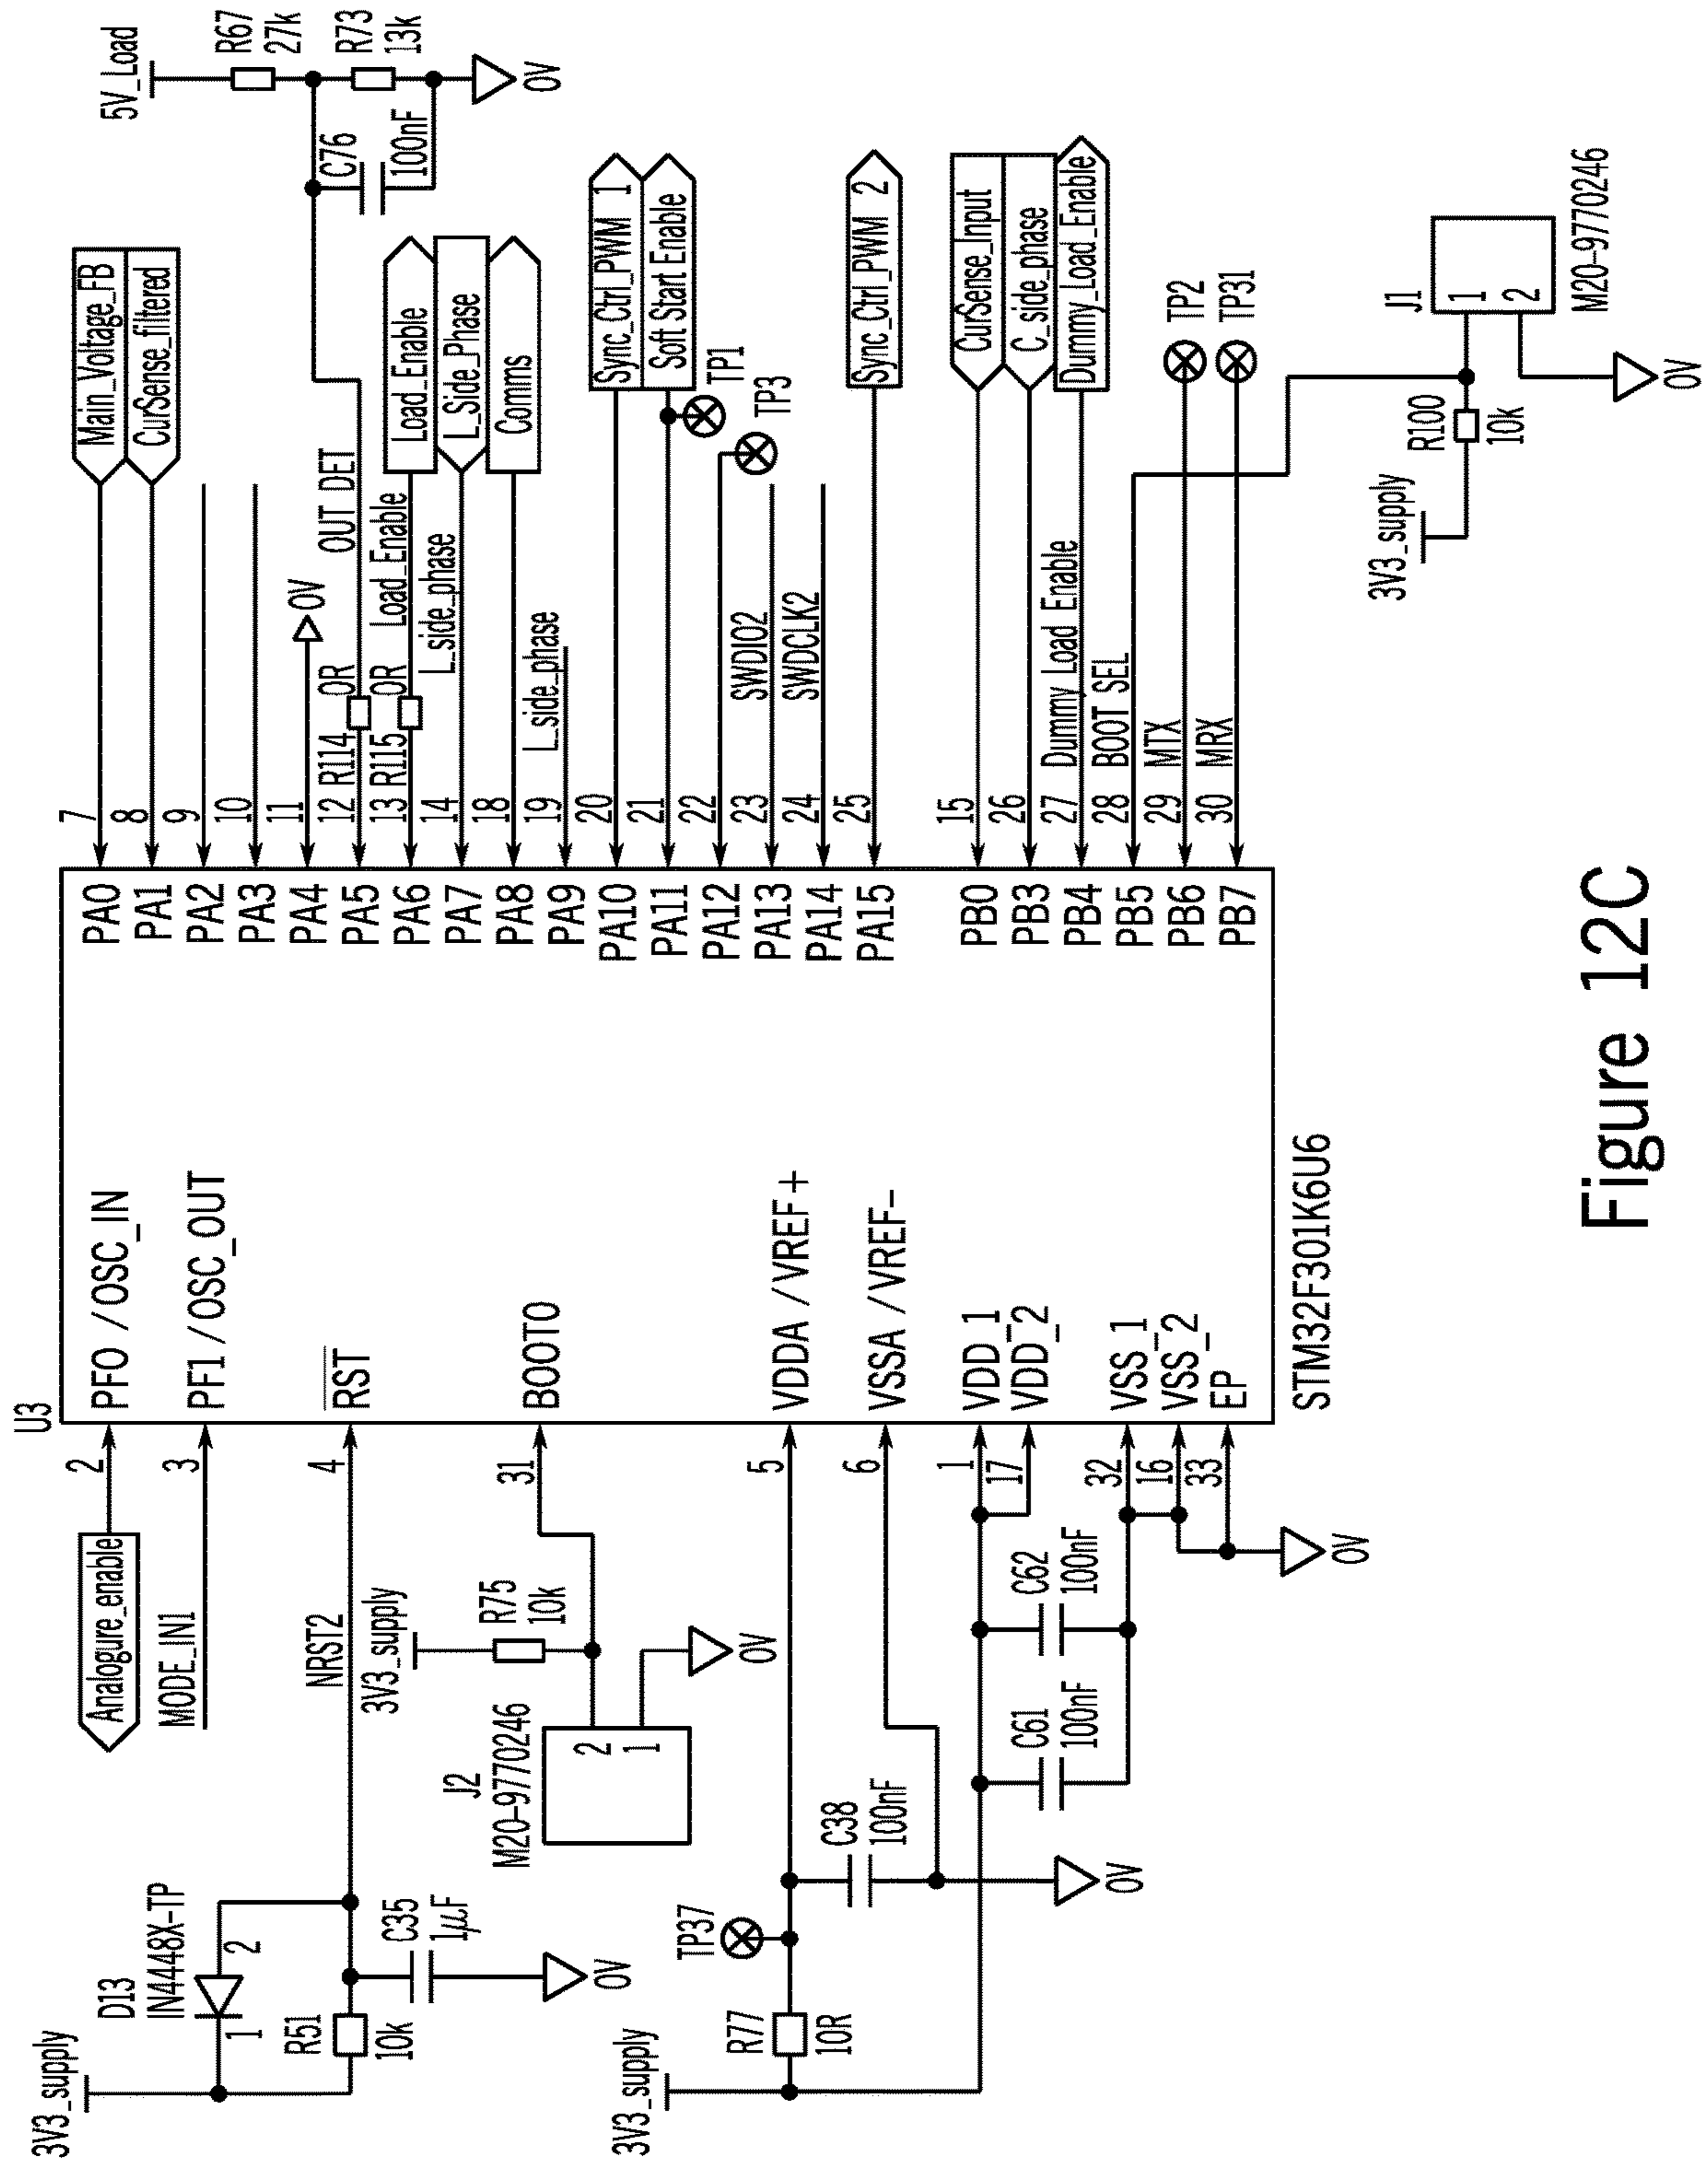 U3
STM32F301K6U6
Analogure_enable
2
PF0 /OSC_IN
MODE_IN1
3
PF1 /OSC_OUT
3V3_supply
D13
IN4448X-TP
1
2
R51
10k
C35
1µF
0V
NRST2
4
RST
3V3_supply
R75
10k
J2
M20-9770246
2
1
0V
31
BOOT0
3V3_supply
R77
10R
TP37
C38
100nF
0V
5
VDDA /VREF+
6
VSSA /VREF-
1
VDD_1
17
VDD_2
C61
100nF
C62
100nF
32
VSS_1
16
VSS_2
33
EP
0V
PA0
7
Main_Voltage_FB
PA1
8
CurSense_filtered
PA2
9
PA3
10
PA4
11
0V
PA5
12
R114
0R
OUT DET
5V_Load
R67
27k
R73
13k
C76
100nF
0V
PA6
13
R115
0R
Load_Enable
Load_Enable
PA7
14
L_side_phase
L_Side_Phase
PA8
18
Comms
PA9
19
L_side_phase
PA10
20
Sync_Ctrl_PWM_1
PA11
21
Soft Start Enable
TP1
PA12
22
TP3
PA13
23
SWDIO2
PA14
24
SWDCLK2
PA15
25
Sync_Ctrl_PWM_2
PB0
15
CurSense_Input
PB3
26
C_side_phase
PB4
27
Dummy_Load_Enable
Dummy_Load_Enable
PB5
28
BOOT SEL
PB6
29
MTX
TP2
PB7
30
MRX
TP31
3V3_supply
R100
10k
J1
1
2
M20-9770246
0V
Figure 12C